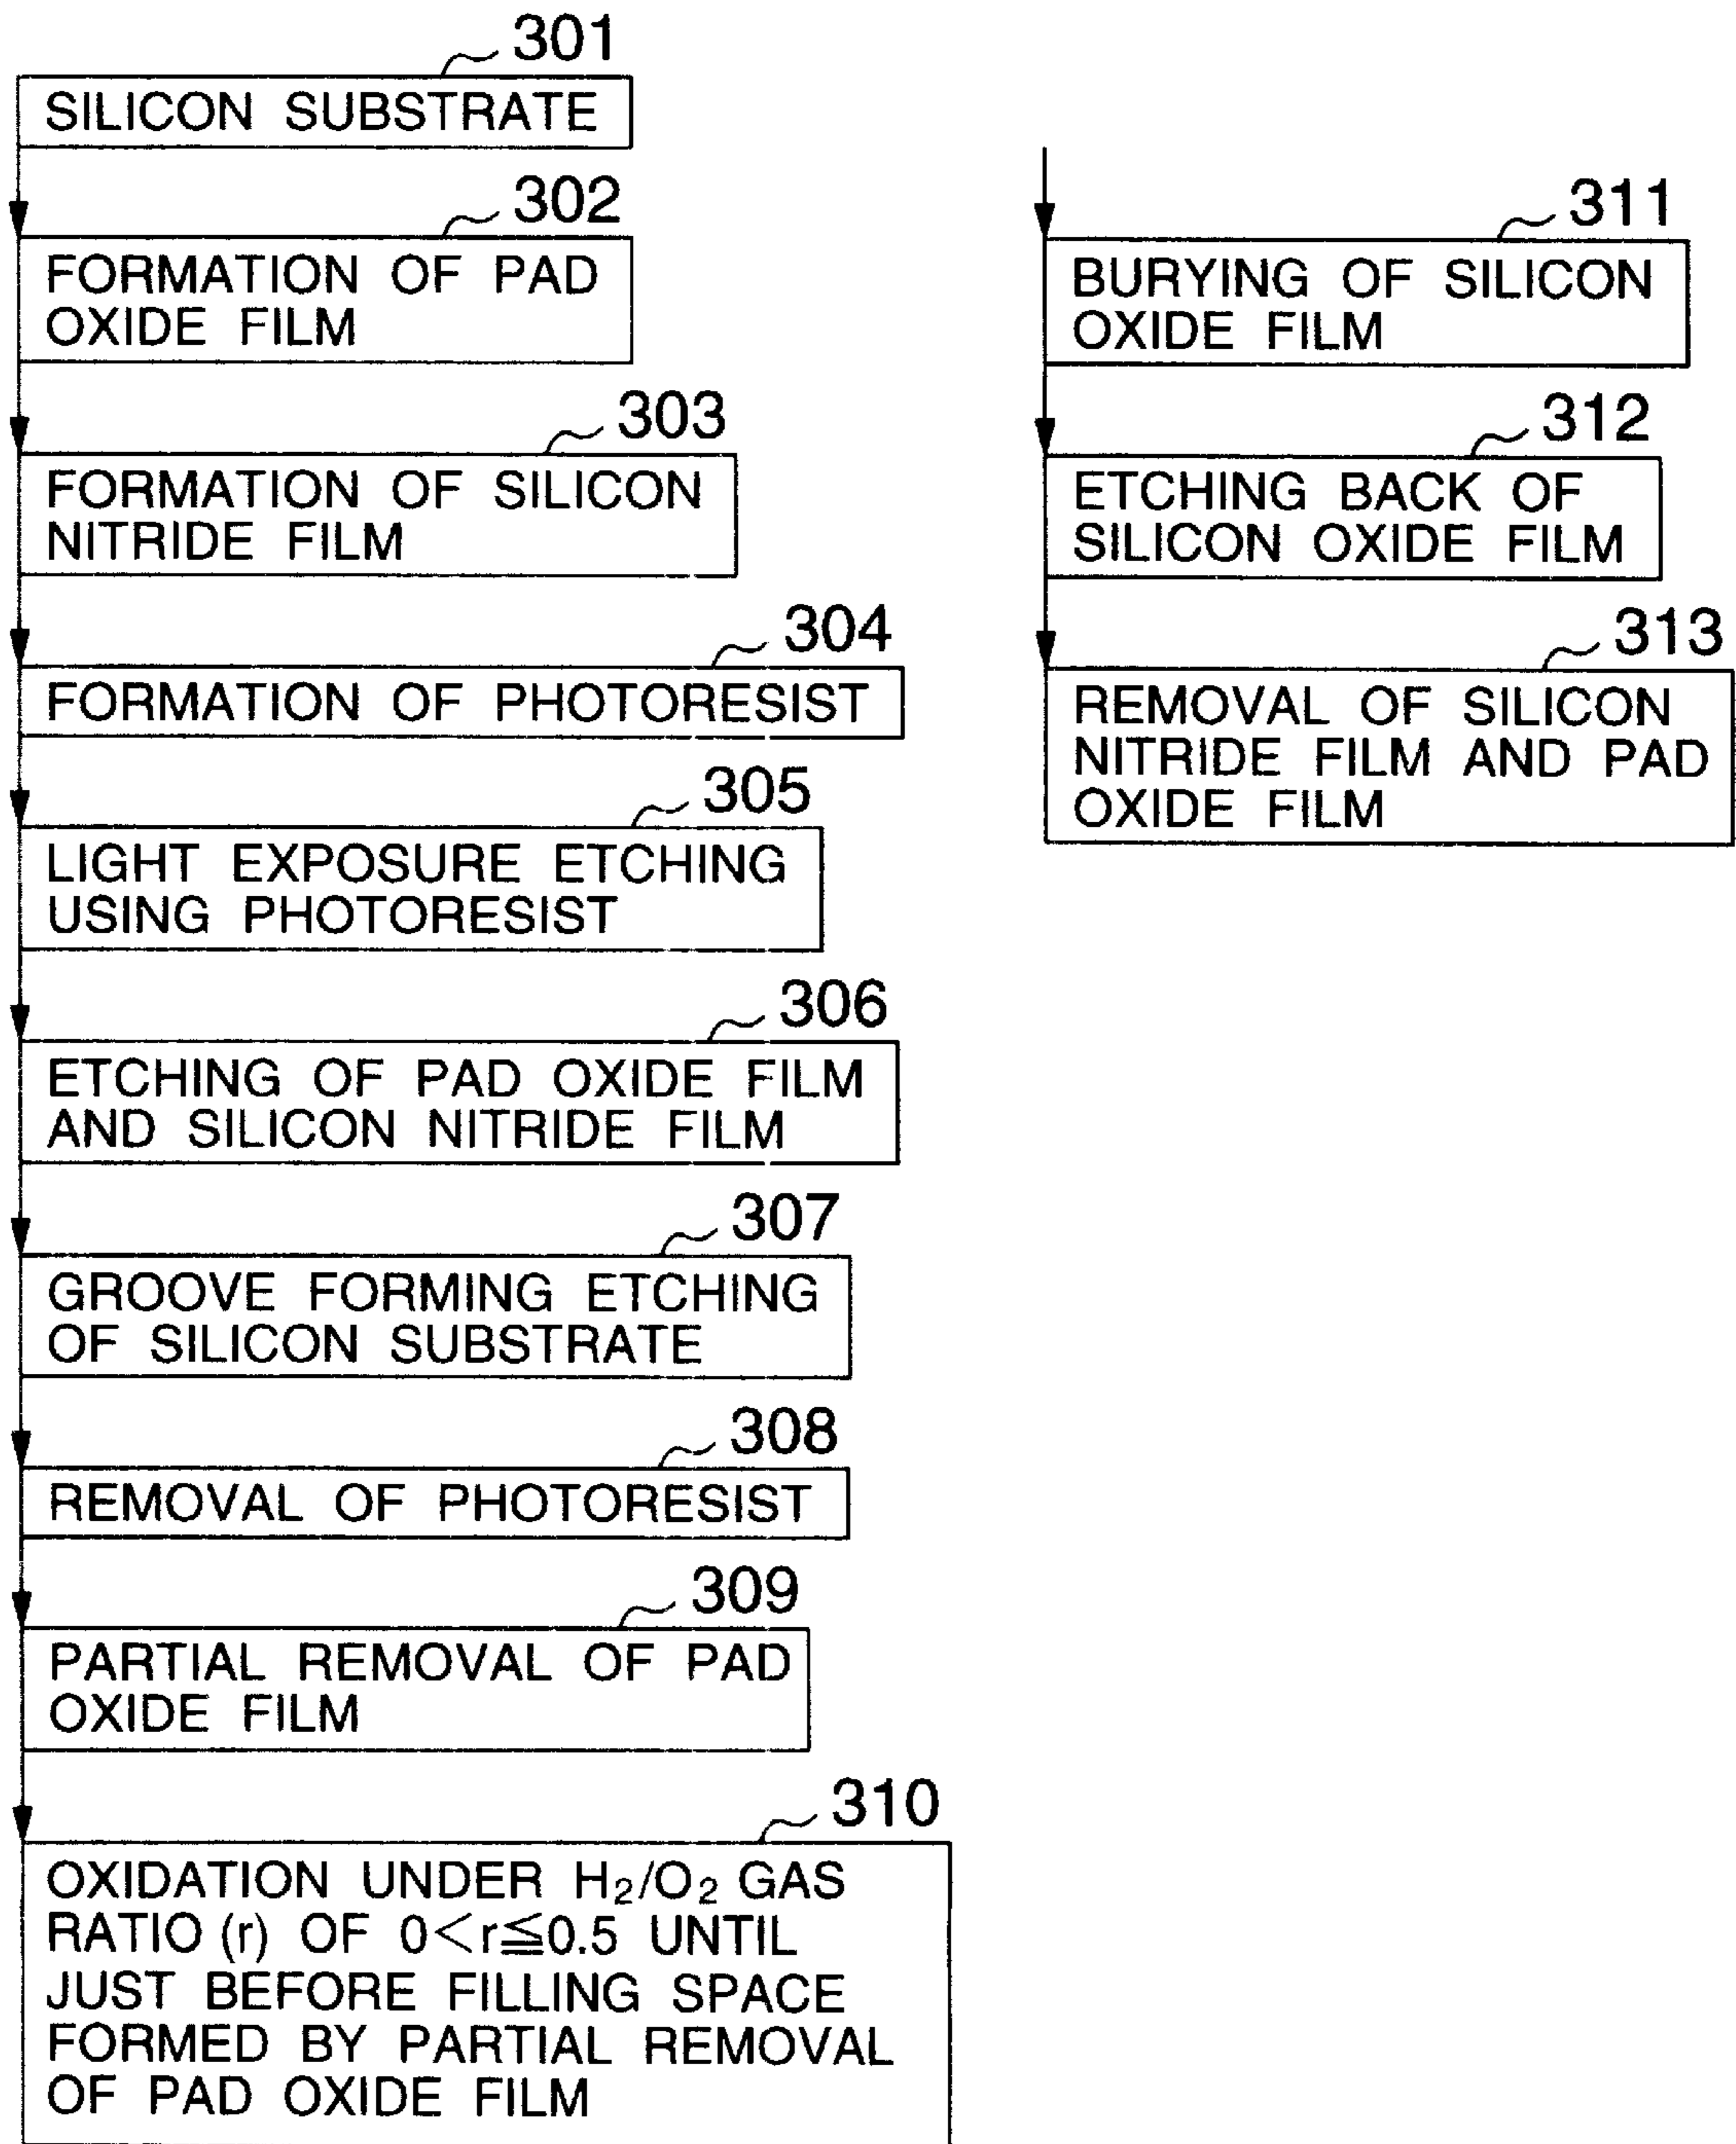 301
SILICON SUBSTRATE
302
FORMATION OF PAD
OXIDE FILM
303
FORMATION OF SILICON
NITRIDE FILM
304
FORMATION OF PHOTORESIST
305
LIGHT EXPOSURE ETCHING
USING PHOTORESIST
306
ETCHING OF PAD OXIDE FILM
AND SILICON NITRIDE FILM
307
GROOVE FORMING ETCHING
OF SILICON SUBSTRATE
308
REMOVAL OF PHOTORESIST
309
PARTIAL REMOVAL OF PAD
OXIDE FILM
310
OXIDATION UNDER H₂/O₂ GAS
RATIO (r) OF 0<r≦0.5 UNTIL
JUST BEFORE FILLING SPACE
FORMED BY PARTIAL REMOVAL
OF PAD OXIDE FILM
311
BURYING OF SILICON
OXIDE FILM
312
ETCHING BACK OF
SILICON OXIDE FILM
313
REMOVAL OF SILICON
NITRIDE FILM AND PAD
OXIDE FILM